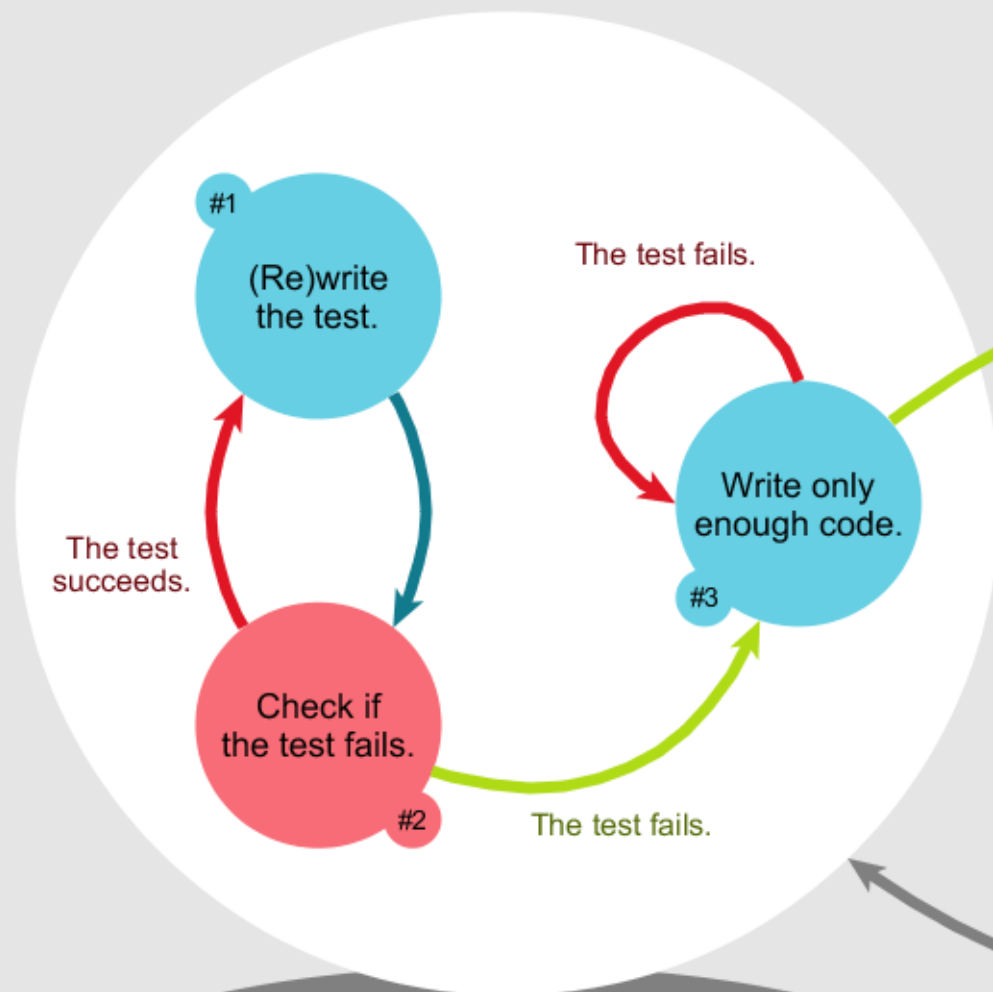 #1
(Re)write
the test.
The test fails.
Write only
enough code.
#3
The test
succeeds.
Check if
the test fails.
#2
The test fails.